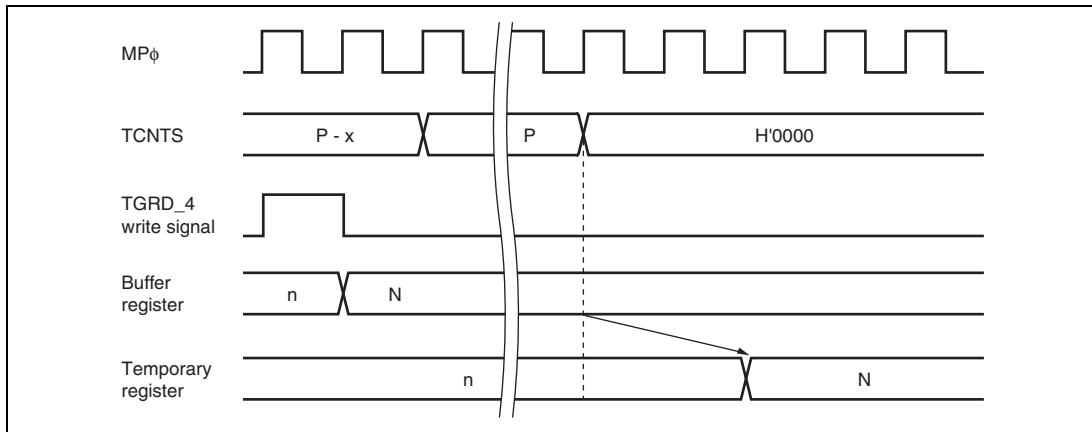 MPϕ
TCNTS
P - x
P
H'0000
TGRD_4
write signal
Buffer
register
n
N
Temporary
register
n
N